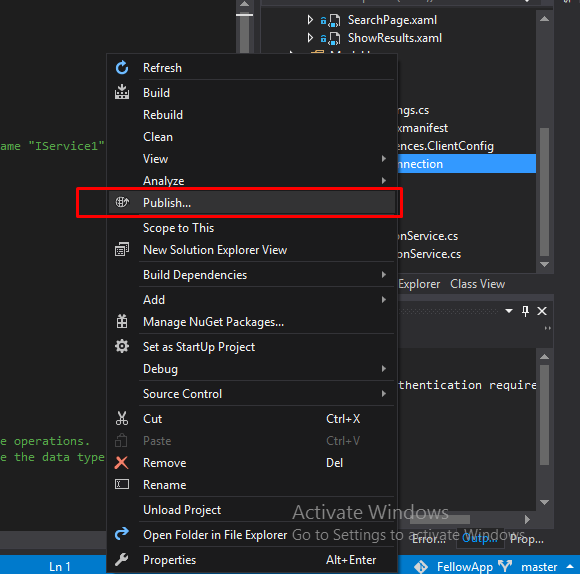 SearchPage.xaml
ShowResults.xaml
Refresh
Build
Rebuild
ngs.cs
Clean
xmanifest
ame "IService1"
ences.ClientConfig
View
nnection
Analyze
Publish...
Scope to This
onService.cs
New Solution Explorer View
onService.cs
Build Dependencies
Explorer Class View
Add
Manage NuGet Packages...
Set as StartUp Project
Debug
uthentication require
Source Control
Cut Ctrl+X
e operations.
Paste Ctrl+V
e the data type
Remove Del
Rename
Unload Project
Activate Windows
Open Folder in File Explorer
Go to Settings to activate Windows.
Error... Outp... Prop...
Properties Alt+Enter
Ln 1 FellowApp master